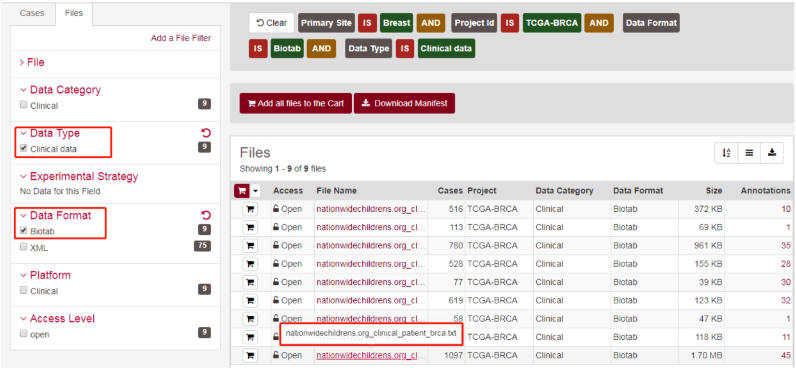 Cases Files
Add a File Filter
File
Data Category
Clinical 9
Data Type
Clinical data 9
Experimental Strategy
No Data for this Field
Data Format
Biotab 9
XML 75
Platform
Clinical 9
Access Level
open 9
Clear Primary Site IS Breast AND Project Id IS TCGA-BRCA AND Data Format
IS Biotab AND Data Type IS Clinical data
Add all files to the Cart Download Manifest
Files
Showing 1 - 9 of 9 files
Access File Name Cases Project Data Category Data Format Size Annotations
Open nationwidechildrens.org_cl... 516 TCGA-BRCA Clinical Biotab 372 KB 10
Open nationwidechildrens.org_cl... 113 TCGA-BRCA Clinical Biotab 69 KB 1
Open nationwidechildrens.org_cl... 780 TCGA-BRCA Clinical Biotab 961 KB 35
Open nationwidechildrens.org_cl... 528 TCGA-BRCA Clinical Biotab 155 KB 28
Open nationwidechildrens.org_cl... 77 TCGA-BRCA Clinical Biotab 39 KB 30
Open nationwidechildrens.org_cl... 619 TCGA-BRCA Clinical Biotab 123 KB 32
Open nationwidechildrens.org_cl... 58 TCGA-BRCA Clinical Biotab 47 KB 1
nationwidechildrens.org_clinical_patient_brca.txt TCGA-BRCA Clinical Biotab 118 KB 11
Open nationwidechildrens.org_cl... 1097 TCGA-BRCA Clinical Biotab 1.70 MB 45